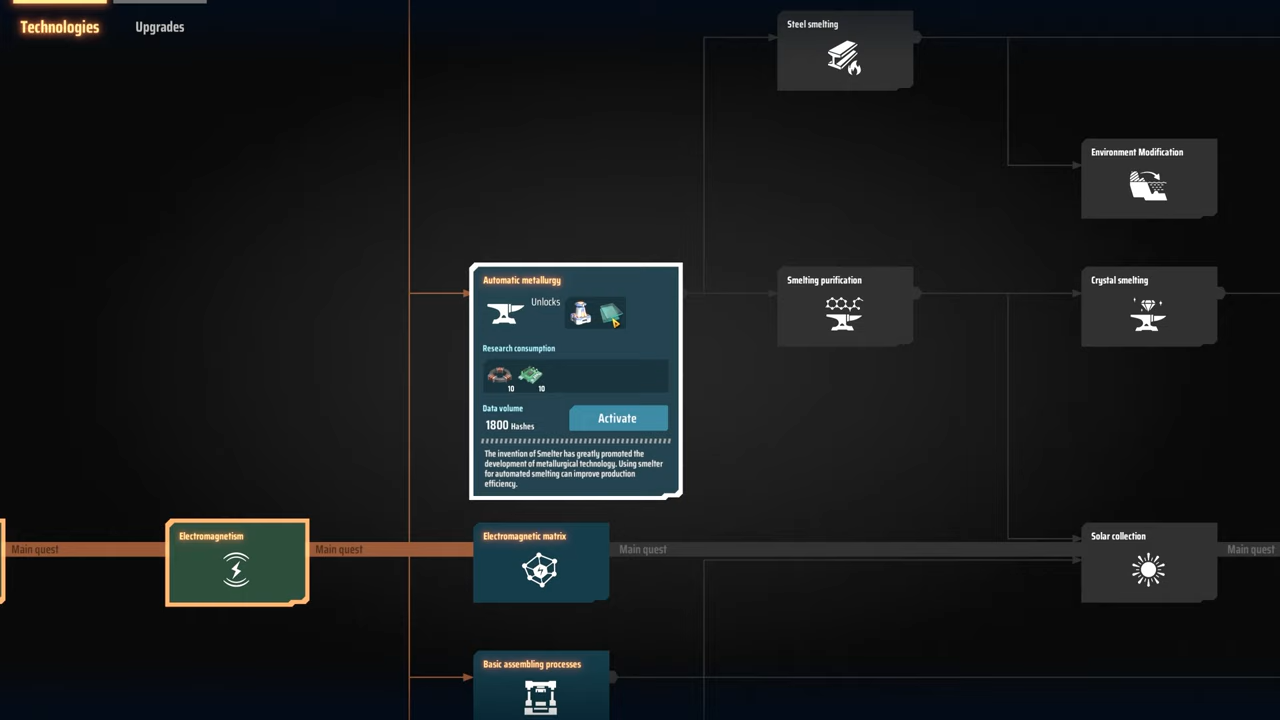 Technologies
Upgrades
Steel smelting
Environment Modification
Automatic metallurgy
Unlocks
Research consumption
10
10
Data volume
1800 Hashes
Activate
The invention of Smelter has greatly promoted the
development of metallurgical technology. Using smelter
for automated smelting can improve production
efficiency.
Smelting purification
Crystal smelting
Main quest
Electromagnetism
Main quest
Electromagnetic matrix
Main quest
Solar collection
Main quest
Basic assembling processes